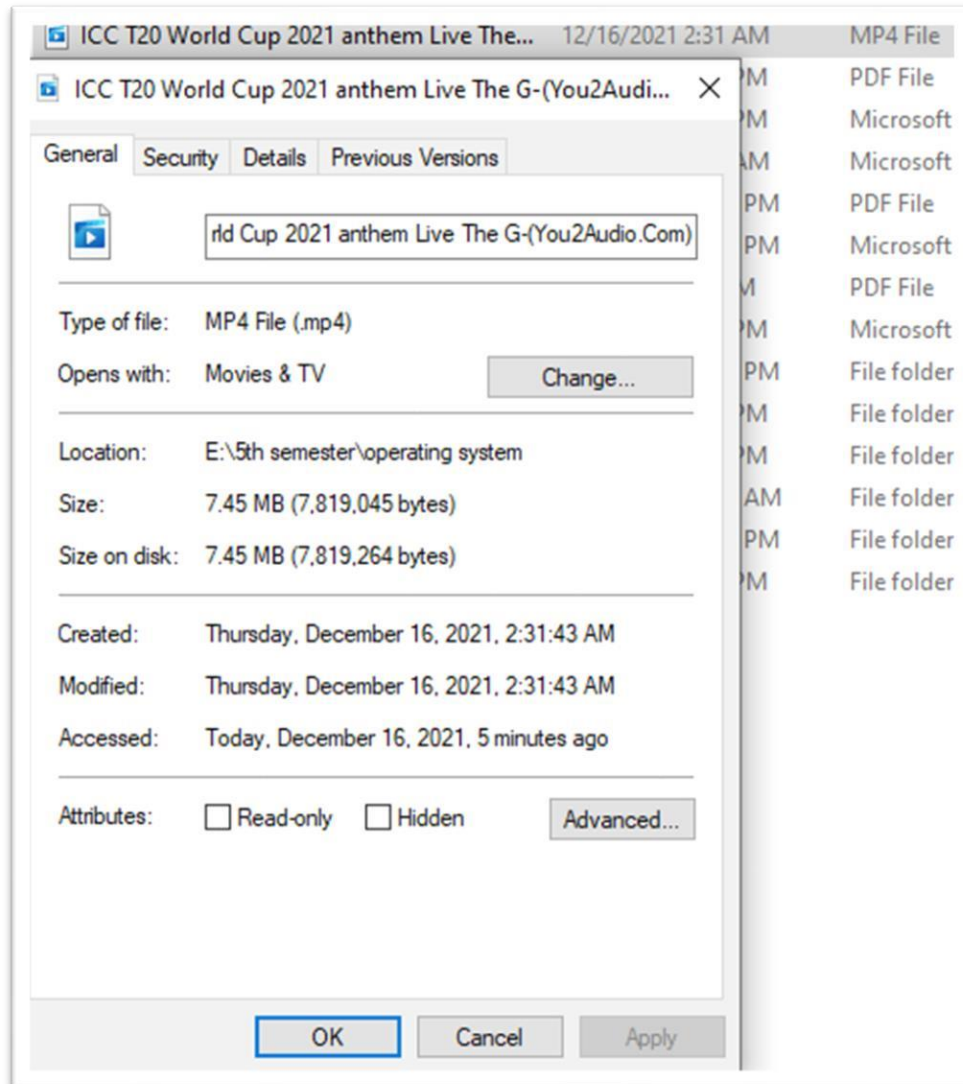 ICC T20 World Cup 2021 anthem Live The... 12/16/2021 2:31 AM MP4 File
ICC T20 World Cup 2021 anthem Live The G-(You2Audi... PM PDF File
PM Microsoft
General Security Details Previous Versions AM Microsoft
PM PDF File
rld Cup 2021 anthem Live The G-(You2Audio.Com) PM Microsoft
M PDF File
Type of file: MP4 File (.mp4) PM Microsoft
Opens with: Movies & TV Change... PM File folder
PM File folder
Location: E:\5th semester\operating system PM File folder
Size: 7.45 MB (7,819,045 bytes) AM File folder
Size on disk: 7.45 MB (7,819,264 bytes) PM File folder
PM File folder
Created: Thursday, December 16, 2021, 2:31:43 AM
Modified: Thursday, December 16, 2021, 2:31:43 AM
Accessed: Today, December 16, 2021, 5 minutes ago
Attributes: Read-only Hidden Advanced...
OK Cancel Apply